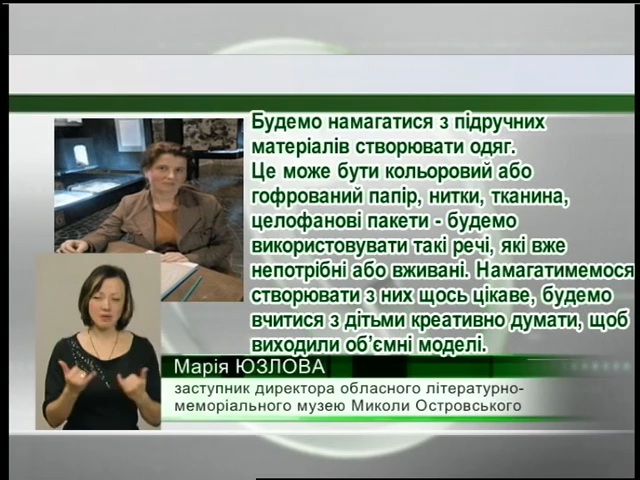 Будемо намагатися з підручних
матеріалів створювати одяг.
Це може бути кольоровий або
гофрований папір, нитки, тканина,
целофанові пакети - будемо
використовувати такі речі, які вже
непотрібні або вживані. Намагатимемося
створювати з них щось цікаве, будемо
вчитися з дітьми креативно думати, щоб
виходили об’ємні моделі.
Марія ЮЗЛОВА
заступник директора обласного літературно-
меморіального музею Миколи Островського